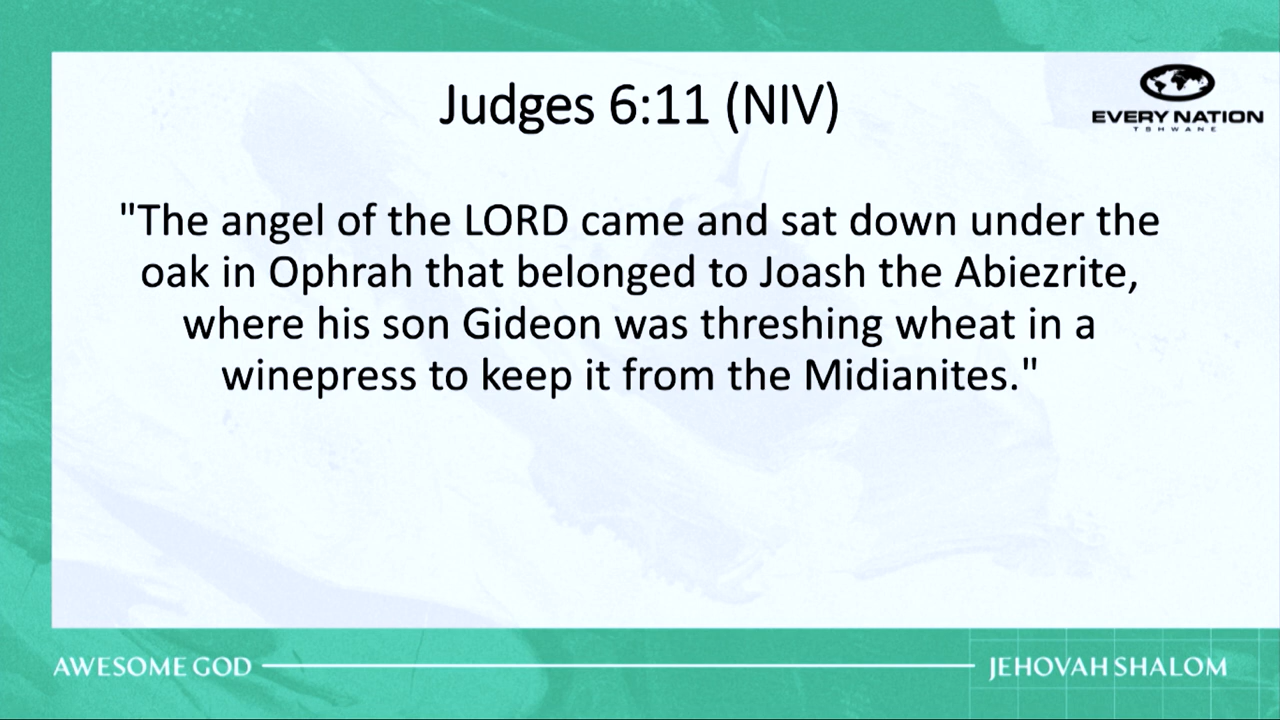 Judges 6:11 (NIV)
EVERY NATION
TSHWANE
"The angel of the LORD came and sat down under the
oak in Ophrah that belonged to Joash the Abiezrite,
where his son Gideon was threshing wheat in a
winepress to keep it from the Midianites."
AWESOME GOD
JEHOVAH SHALOM